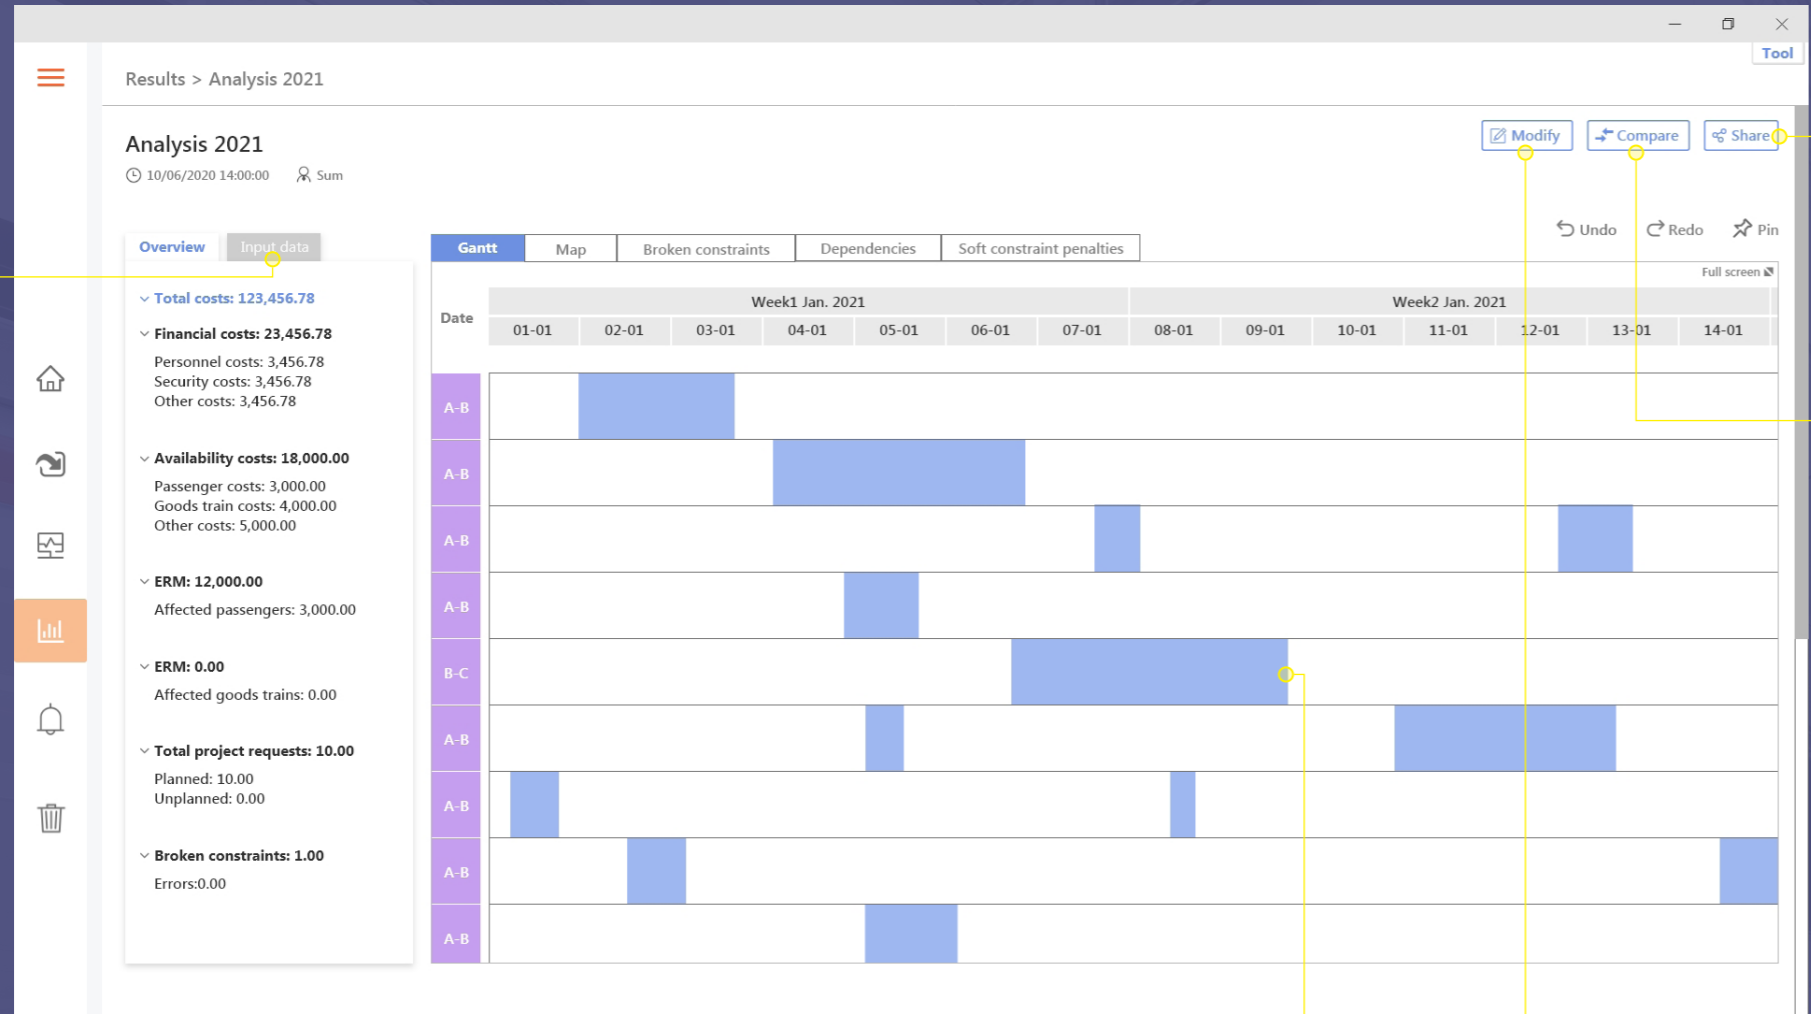 Tool
Results > Analysis 2021
Analysis 2021
10/06/2020 14:00:00 Sum
Modify Compare Share
Undo Redo Pin
Overview Input data
Total costs: 123,456.78
Financial costs: 23,456.78
Personnel costs: 3,456.78
Security costs: 3,456.78
Other costs: 3,456.78
Availability costs: 18,000.00
Passenger costs: 3,000.00
Goods train costs: 4,000.00
Other costs: 5,000.00
ERM: 12,000.00
Affected passengers: 3,000.00
ERM: 0.00
Affected goods trains: 0.00
Total project requests: 10.00
Planned: 10.00
Unplanned: 0.00
Broken constraints: 1.00
Errors:0.00
Gantt Map Broken constraints Dependencies Soft constraint penalties
Full screen
Date
Week1 Jan. 2021 Week2 Jan. 2021
01-01 02-01 03-01 04-01 05-01 06-01 07-01 08-01 09-01 10-01 11-01 12-01 13-01 14-01
A-B
A-B
A-B
A-B
B-C
A-B
A-B
A-B
A-B